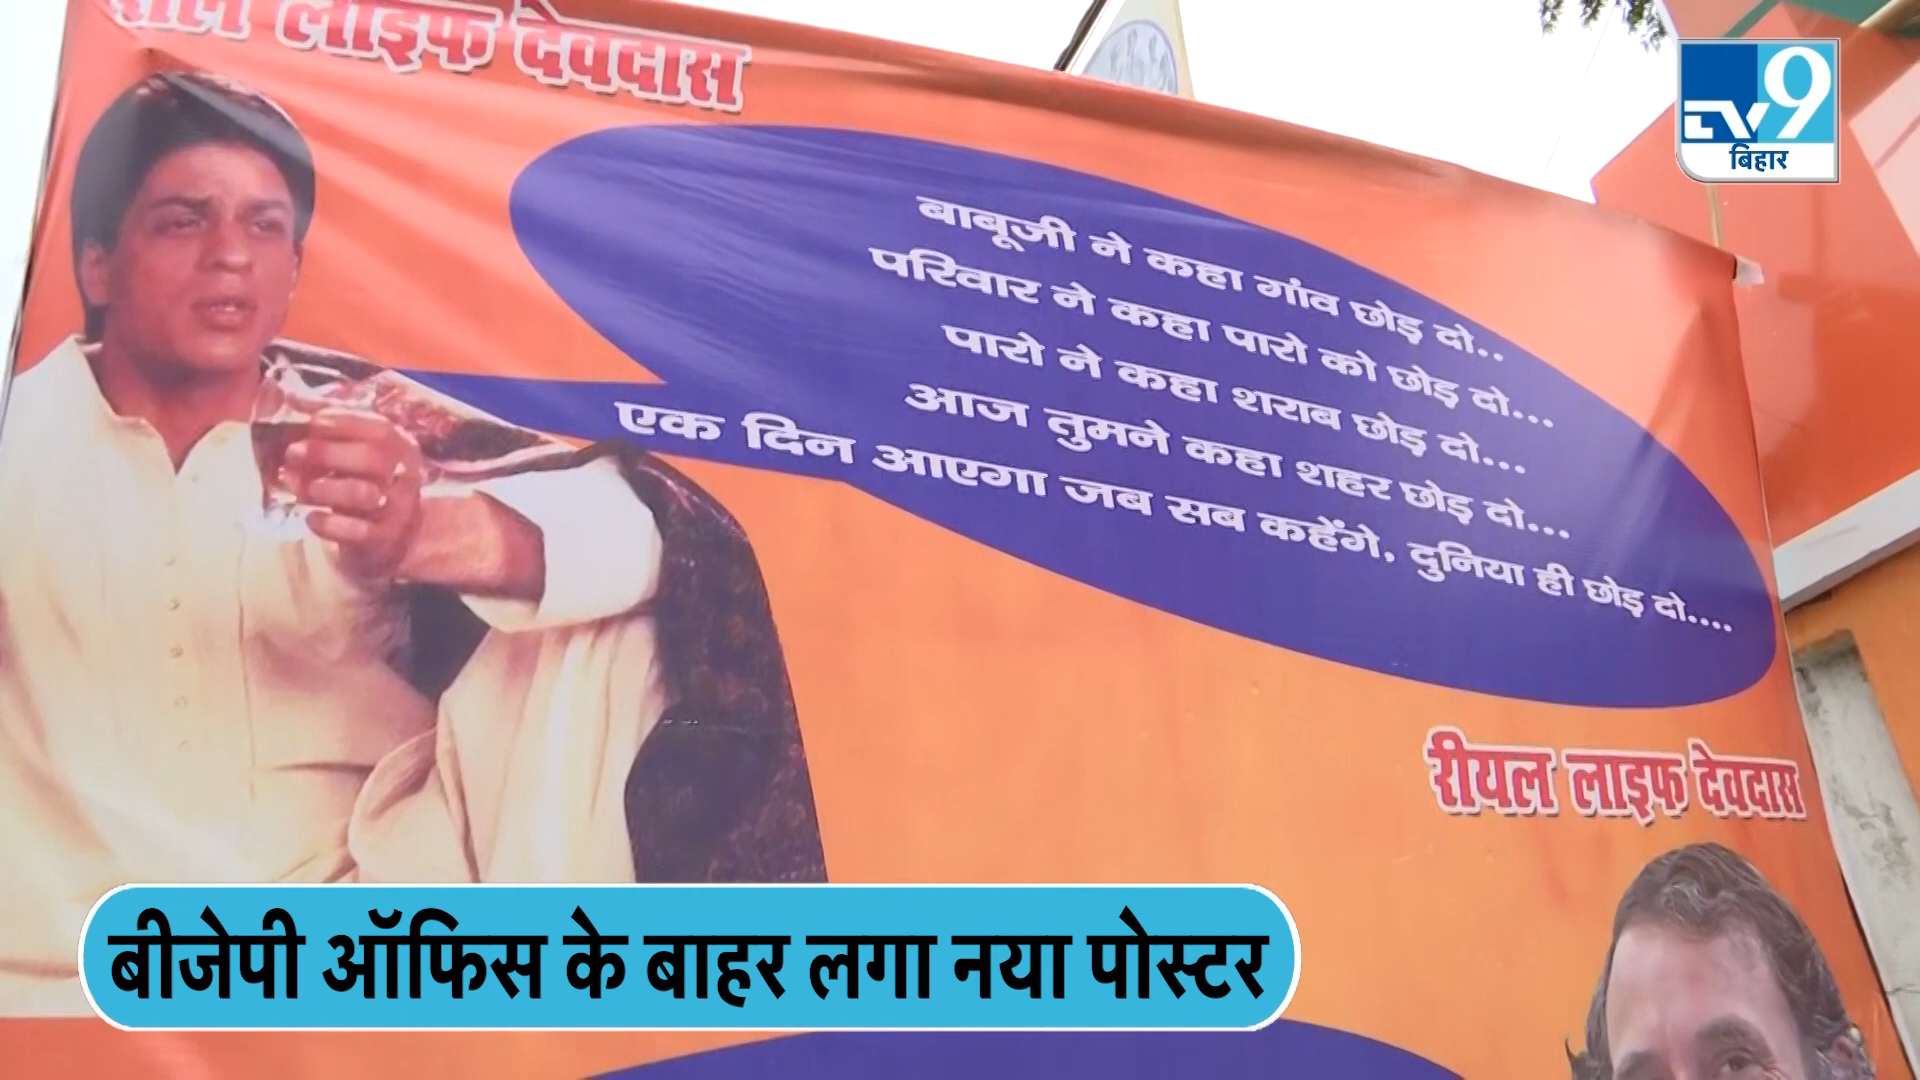 लाइफ देवदास
TV9
बिहार
बाबूजी ने कहा गांव छोड़ दो..
परिवार ने कहा पारो को छोड़ दो...
पारो ने कहा शराब छोड़ दो...
आज तुमने कहा शहर छोड़ दो...
एक दिन आएगा जब सब कहेंगे, दुनिया ही छोड़ दो....
रीयल लाइफ देवदास
बीजेपी ऑफिस के बाहर लगा नया पोस्टर